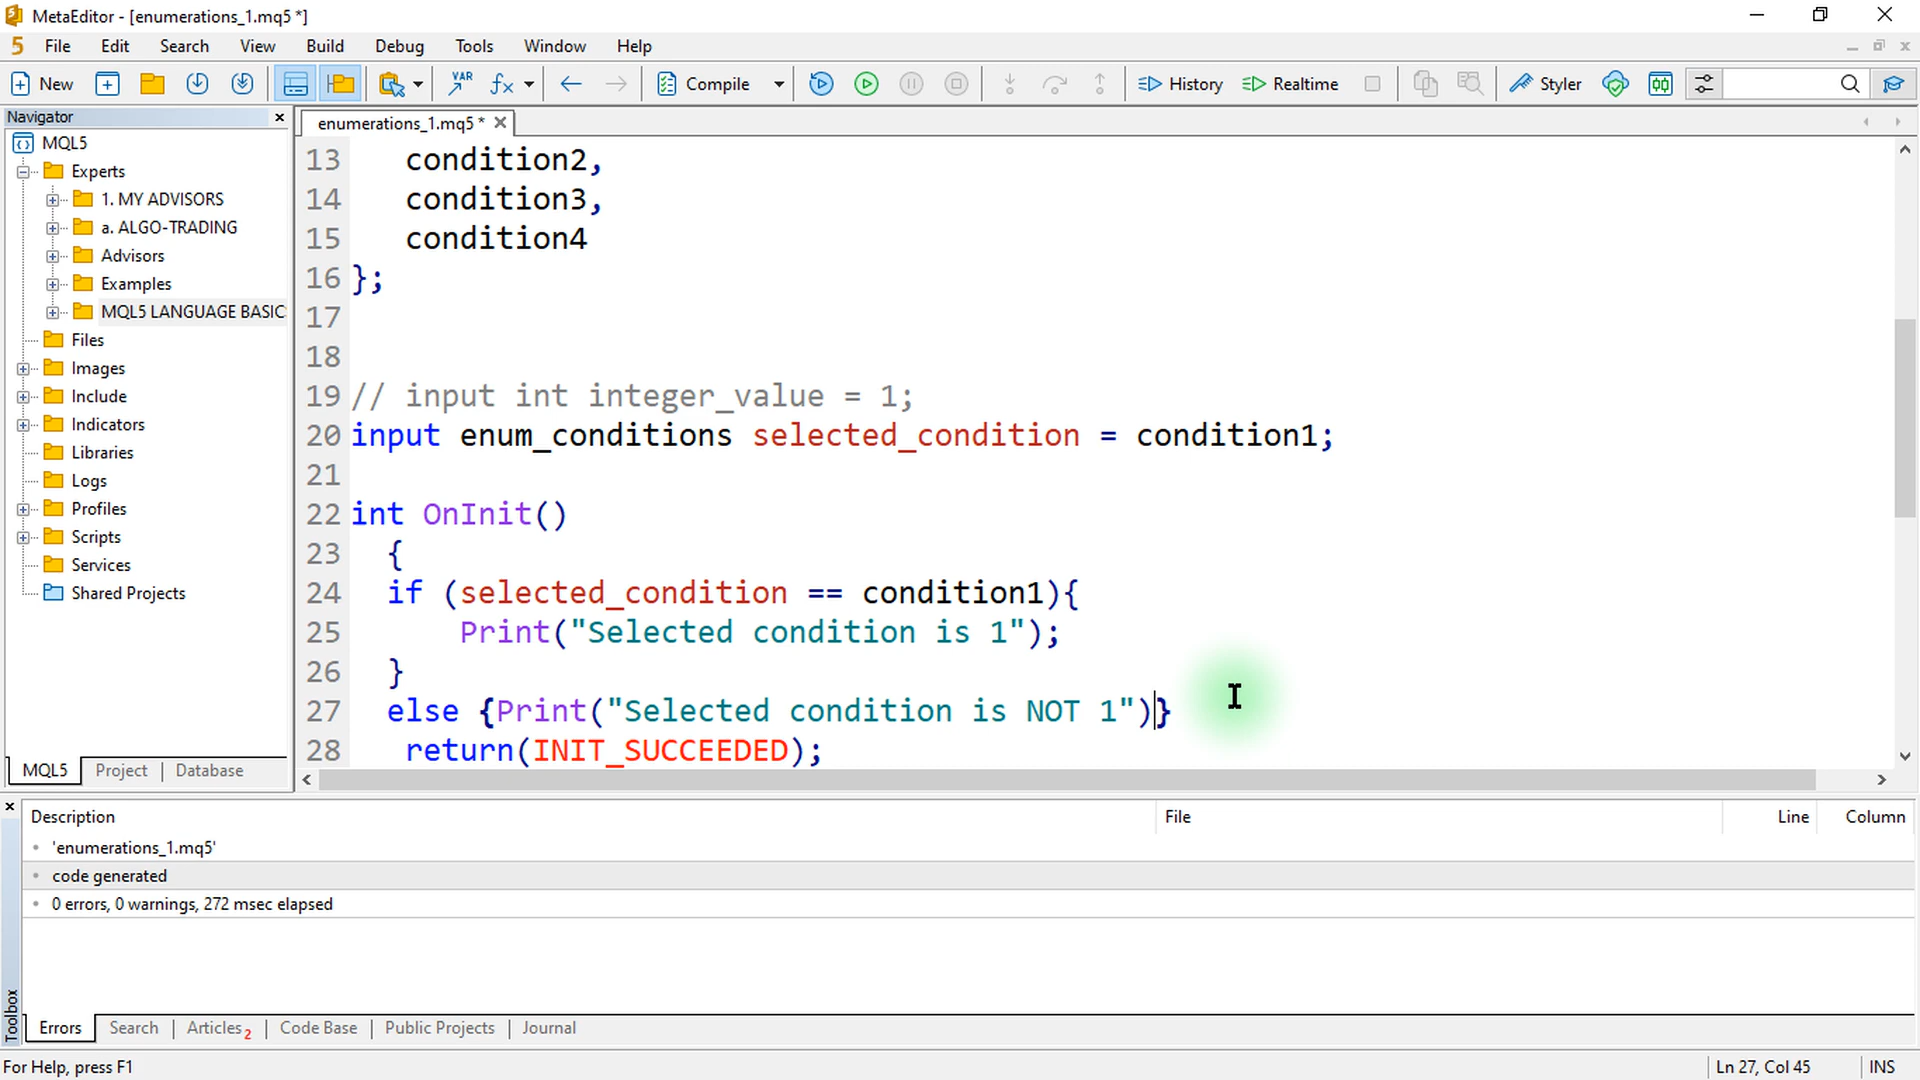 MetaEditor - [enumerations_1.mq5 *]
5 File Edit Search View Build Debug Tools Window Help
New VAR fx Compile History Realtime Styler
Navigator
MQL5
Experts
1. MY ADVISORS
a. ALGO-TRADING
Advisors
Examples
MQL5 LANGUAGE BASIC
Files
Images
Include
Indicators
Libraries
Logs
Profiles
Scripts
Services
Shared Projects
MQL5 Project Database
enumerations_1.mq5 *
13 condition2,
14 condition3,
15 condition4
16 };
17
18
19 // input int integer_value = 1;
20 input enum_conditions selected_condition = condition1;
21
22 int OnInit()
23 {
24 if (selected_condition == condition1){
25 Print("Selected condition is 1");
26 }
27 else {Print("Selected condition is NOT 1")}
28 return(INIT_SUCCEEDED);
Description File Line Column
'enumerations_1.mq5'
code generated
0 errors, 0 warnings, 272 msec elapsed
Toolbox
Errors Search Articles 2 Code Base Public Projects Journal
For Help, press F1 Ln 27, Col 45 INS